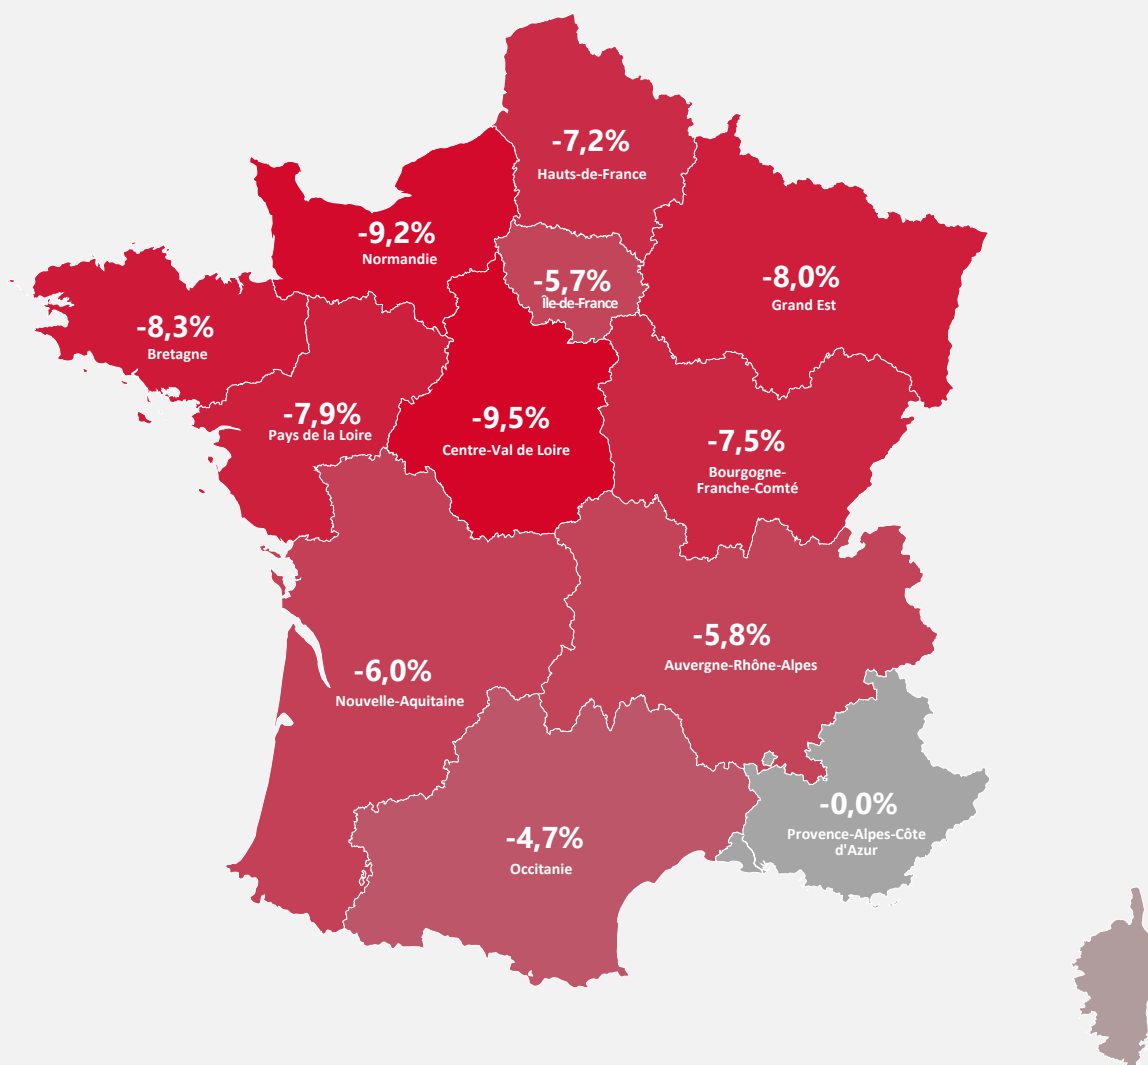 -7,2%
Hauts-de-France
-9,2%
Normandie
-5,7%
Île-de-France
-8,0%
Grand Est
-8,3%
Bretagne
-7,9%
Pays de la Loire
-9,5%
Centre-Val de Loire
-7,5%
Bourgogne-
Franche-Comté
-5,8%
Auvergne-Rhône-Alpes
-6,0%
Nouvelle-Aquitaine
-0,0%
Provence-Alpes-Côte
d'Azur
-4,7%
Occitanie